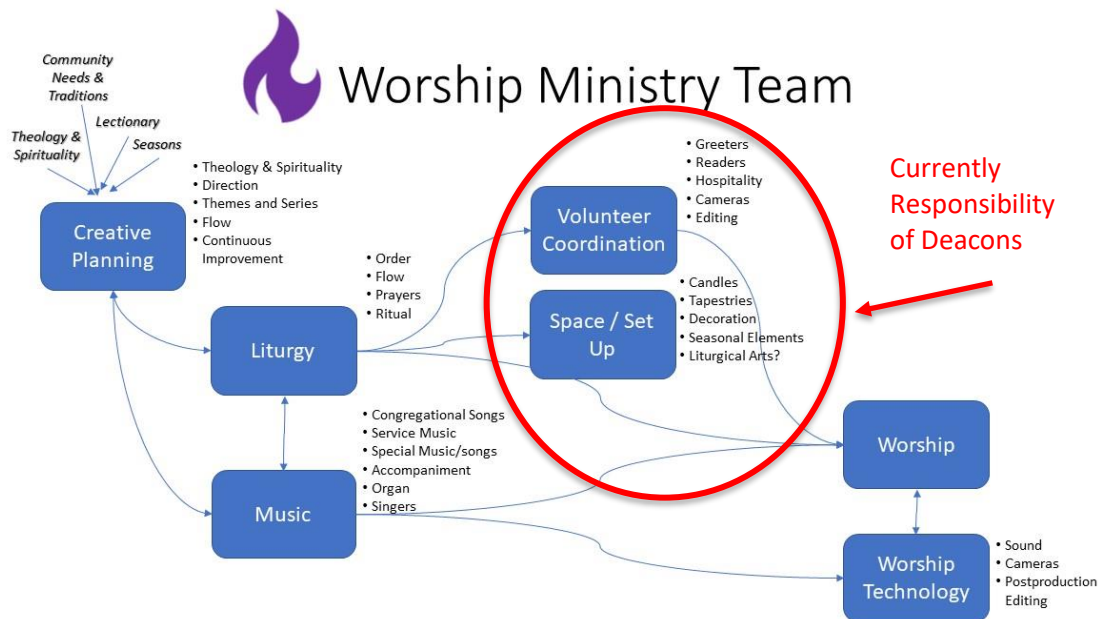 Worship Ministry Team
Community
Needs &
Traditions
Lectionary
Theology &
Spirituality
Seasons
Creative
Planning
• Theology & Spirituality
• Direction
• Themes and Series
• Flow
• Continuous
Improvement
Liturgy
• Order
• Flow
• Prayers
• Ritual
Music
• Congregational Songs
• Service Music
• Special Music/songs
• Accompaniment
• Organ
• Singers
Volunteer
Coordination
• Greeters
• Readers
• Hospitality
• Cameras
• Editing
Space / Set
Up
• Candles
• Tapestries
• Decoration
• Seasonal Elements
• Liturgical Arts?
Currently
Responsibility
of Deacons
Worship
Worship
Technology
• Sound
• Cameras
• Postproduction
Editing